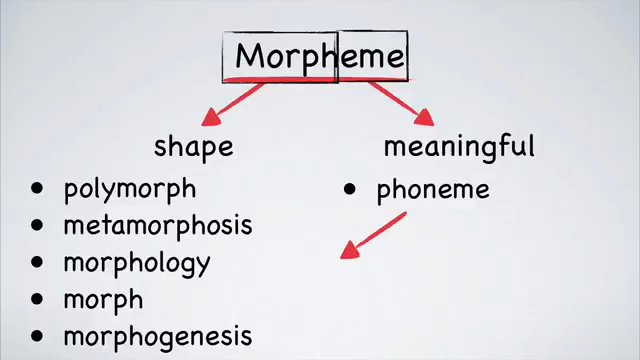 Morpheme
shape
meaningful
• polymorph
• metamorphosis
• morphology
• morph
• morphogenesis
• phoneme